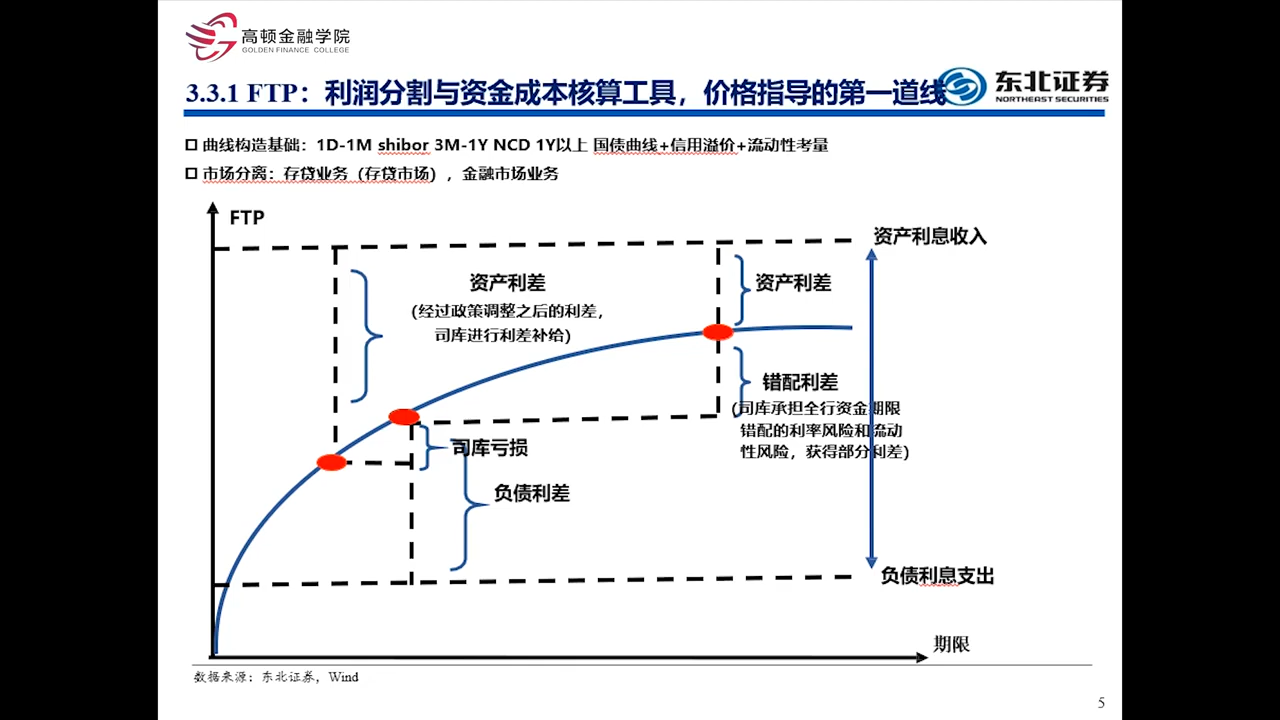 高顿金融学院
GOLDEN FINANCE COLLEGE
3.3.1 FTP：利润分割与资金成本核算工具，价格指导的第一道线
东北证券
NORTHEAST SECURITIES
曲线构造基础：1D-1M shibor 3M-1Y NCD 1Y以上 国债曲线+信用溢价+流动性考量
市场分离：存贷业务（存贷市场），金融市场业务
FTP
资产利息收入
资产利差
(经过政策调整之后的利差，
司库进行利差补给)
资产利差
错配利差
(司库承担全行资金期限
错配的利率风险和流动
性风险，获得部分利差)
司库亏损
负债利差
负债利息支出
期限
数据来源：东北证券，Wind
5